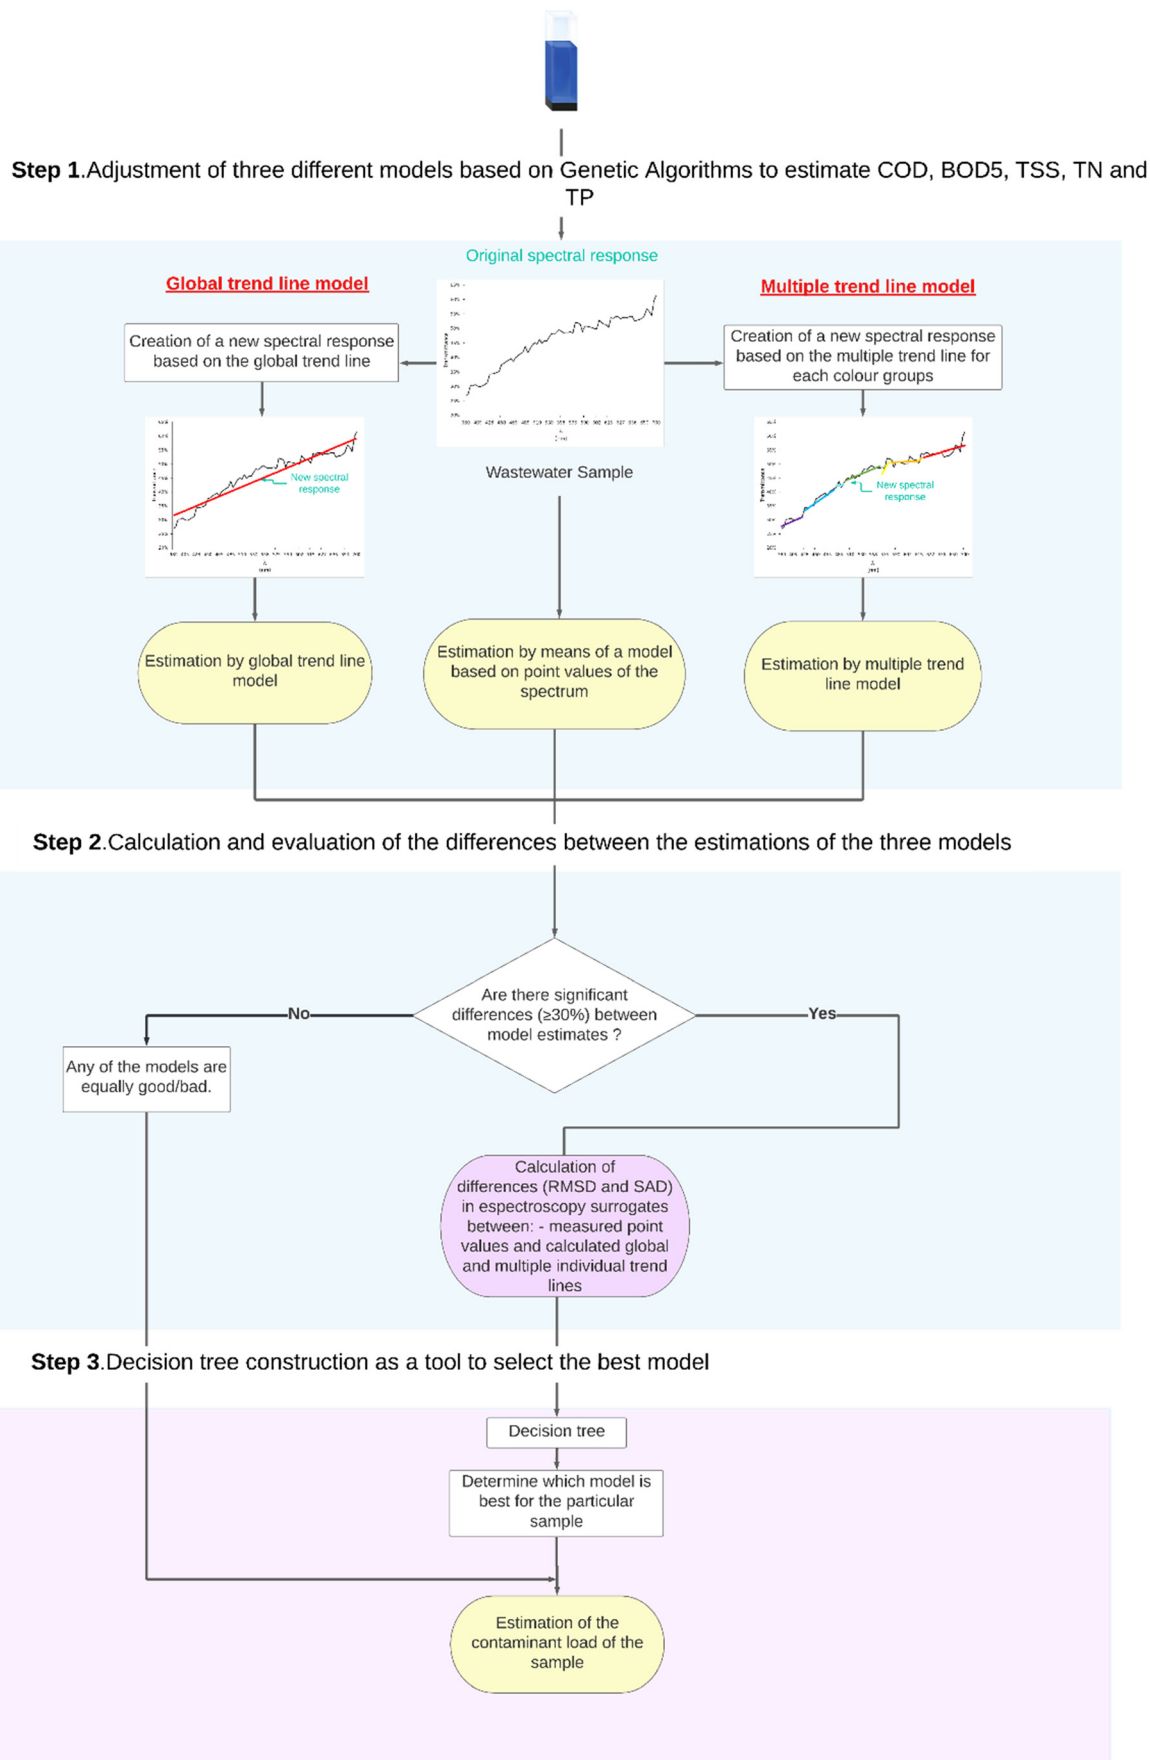 Step 1.Adjustment of three different models based on Genetic Algorithms to estimate COD, BOD5, TSS, TN and
TP
Original spectral response
Global trend line model
Multiple trend line model
Creation of a new spectral response
based on the global trend line
Creation of a new spectral response
based on the multiple trend line for
each colour groups
New spectral
response
Wastewater Sample
New spectral
response
Estimation by global trend line
model
Estimation by means of a model
based on point values of the
spectrum
Estimation by multiple trend
line model
Step 2.Calculation and evaluation of the differences between the estimations of the three models
Are there significant
differences (≥30%) between
model estimates ?
No
Yes
Any of the models are
equally good/bad.
Calculation of
differences (RMSD and SAD)
in espectroscopy surrogates
between: - measured point
values and calculated global
and multiple individual trend
lines
Step 3.Decision tree construction as a tool to select the best model
Decision tree
Determine which model is
best for the particular
sample
Estimation of the
contaminant load of the
sample